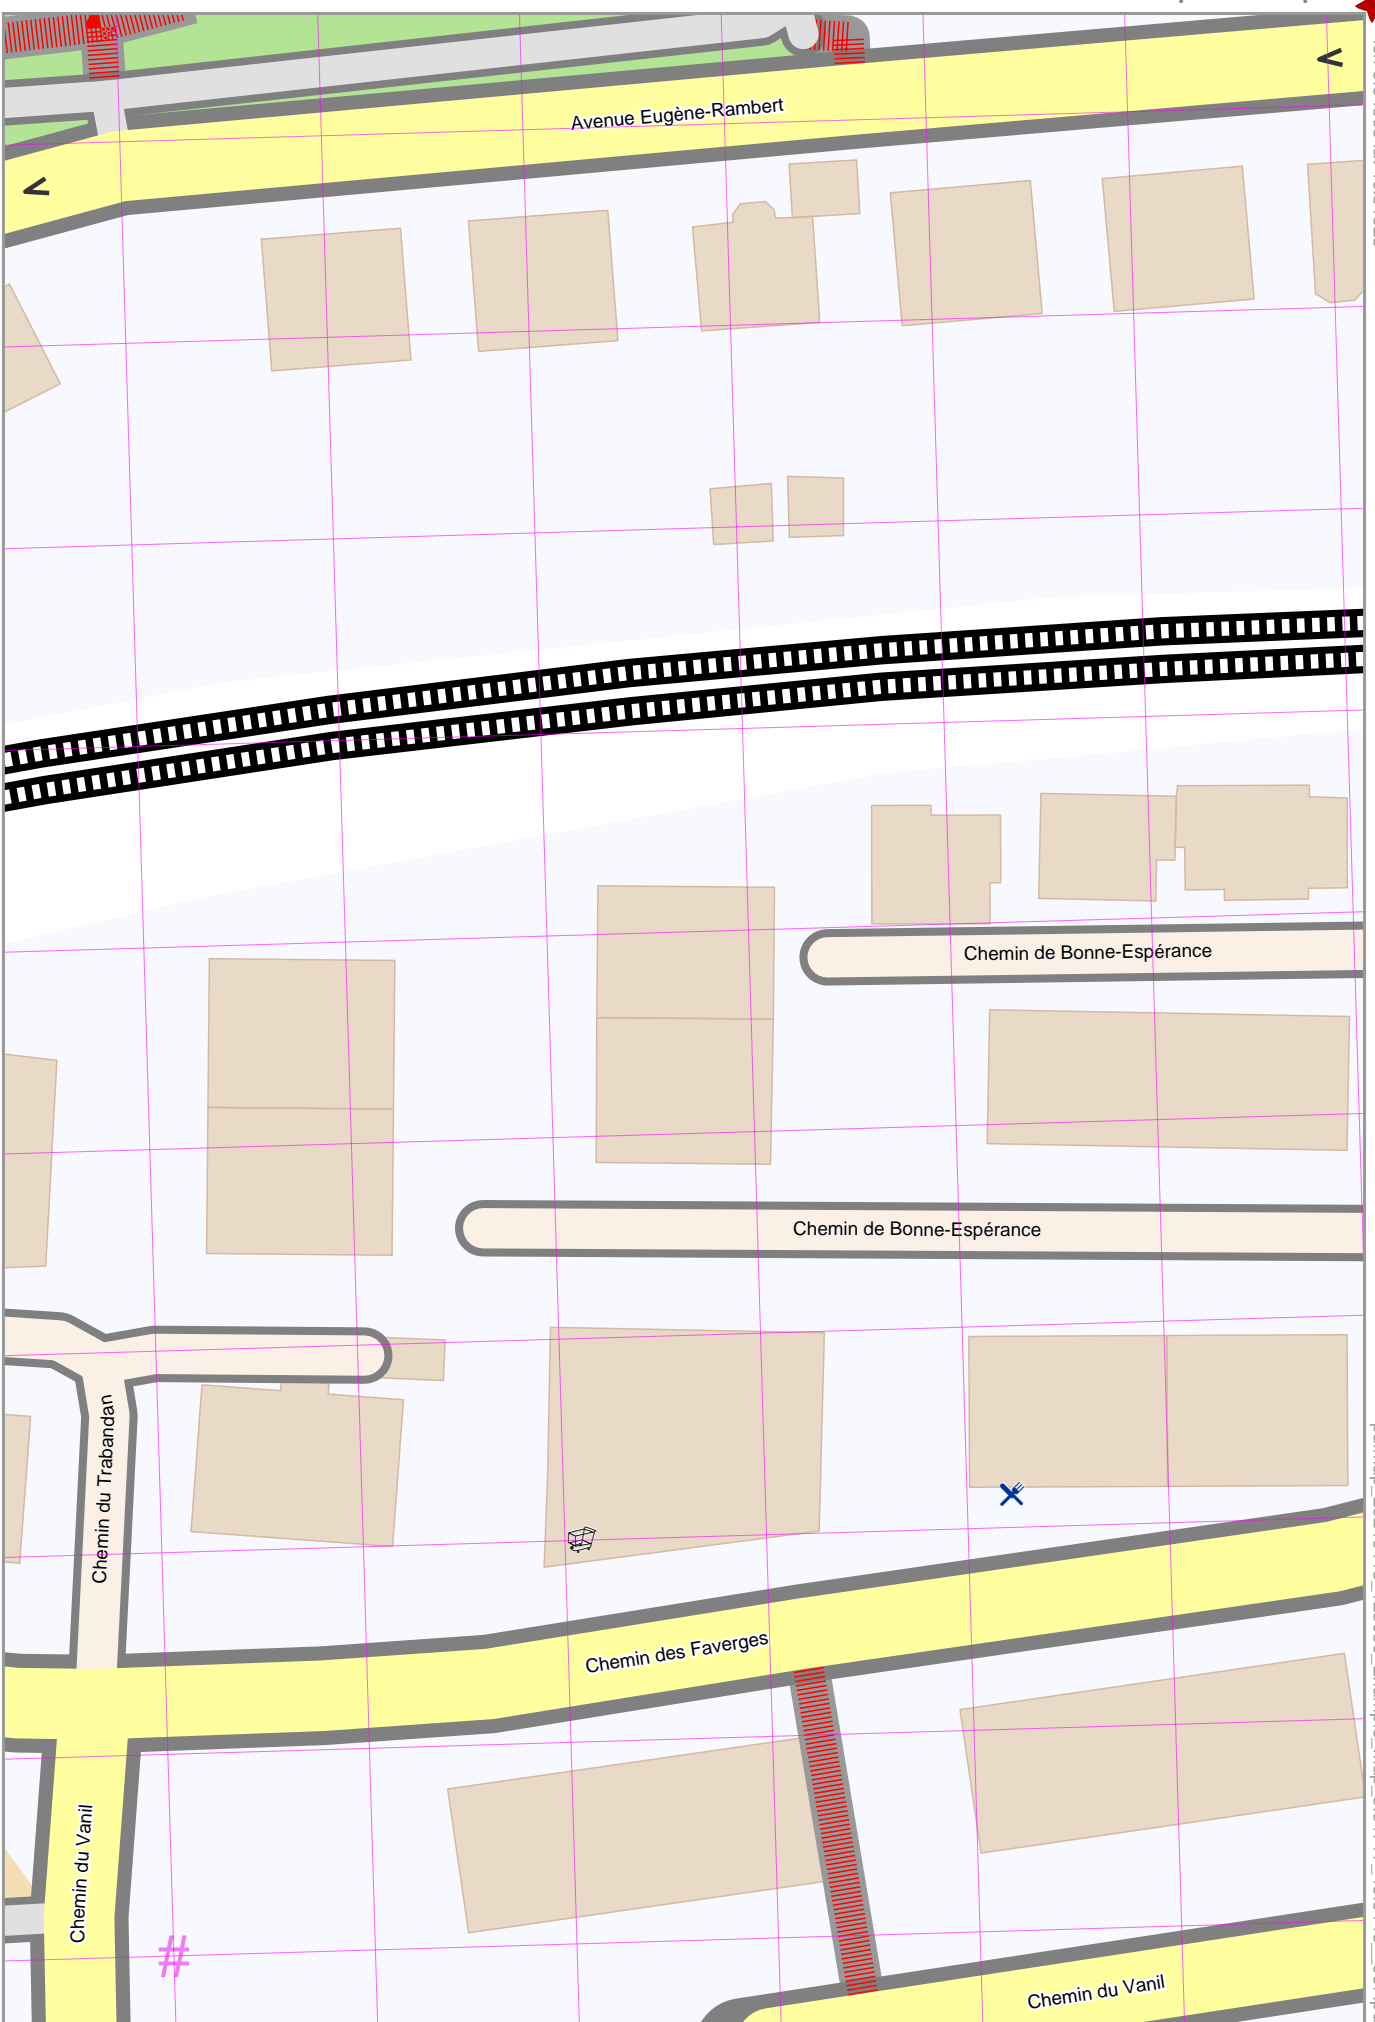 Avenue Eugène-Rambert
Chemin de Bonne-Espérance
Chemin de Bonne-Espérance
Chemin du Trabandan
Chemin des Faverges
Chemin du Vanil
Chemin du Vanil